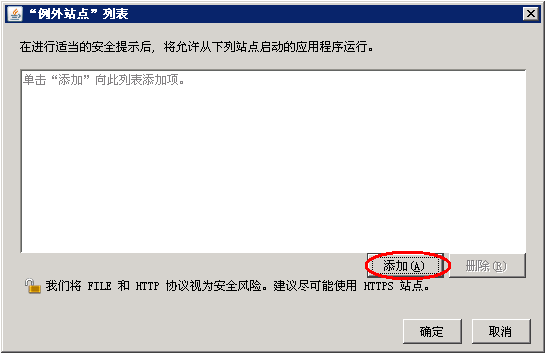 “例外站点”列表
在进行适当的安全提示后，将允许从下列站点启动的应用程序运行。
单击“添加”向此列表添加项。
添加(A) 删除(R)
我们将 FILE 和 HTTP 协议视为安全风险。建议尽可能使用 HTTPS 站点。
确定 取消